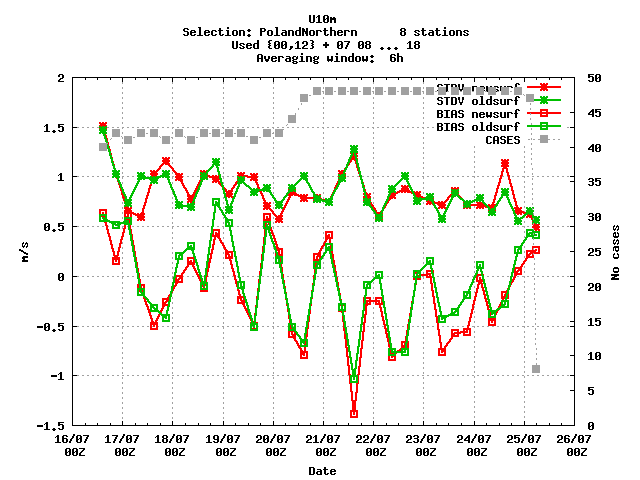 U10m
Selection: PolandNorthern 8 stations
Used {00,12} + 07 08 ... 18
Averaging window: 6h
STDV newsurf
STDV oldsurf
BIAS newsurf
BIAS oldsurf
CASES
2
1.5
1
0.5
0
-0.5
-1
-1.5
m/s
50
45
40
35
30
25
20
15
10
5
0
No cases
16/07 17/07 18/07 19/07 20/07 21/07 22/07 23/07 24/07 25/07 26/07
00Z 00Z 00Z 00Z 00Z 00Z 00Z 00Z 00Z 00Z 00Z
Date